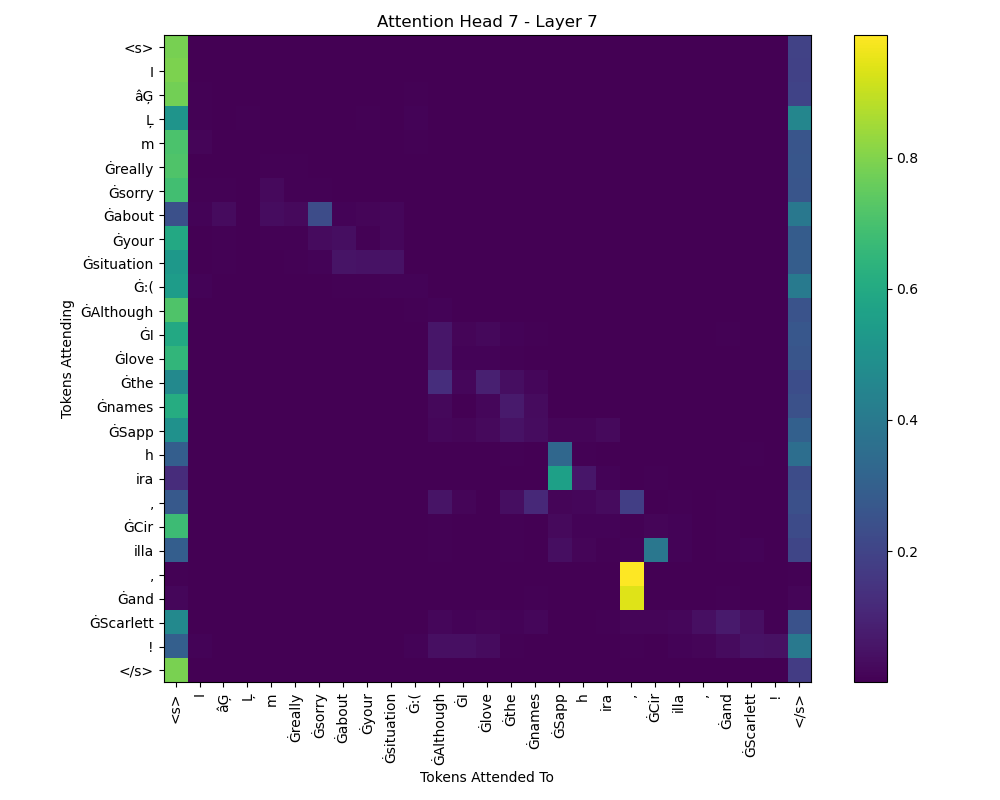 Attention Head 7 - Layer 7
<s>
I
âĢ
Ļ
m
Ġreally
Ġsorry
Ġabout
Ġyour
Ġsituation
Ġ:(
ĠAlthough
ĠI
Ġlove
Ġthe
Ġnames
ĠSapp
h
ira
,
ĠCir
illa
,
Ġand
ĠScarlett
!
</s>
Tokens Attending
<s>
I
âĢ
Ļ
m
Ġreally
Ġsorry
Ġabout
Ġyour
Ġsituation
Ġ:(
ĠAlthough
ĠI
Ġlove
Ġthe
Ġnames
ĠSapp
h
ira
,
ĠCir
illa
,
Ġand
ĠScarlett
!
</s>
Tokens Attended To
0.8
0.6
0.4
0.2